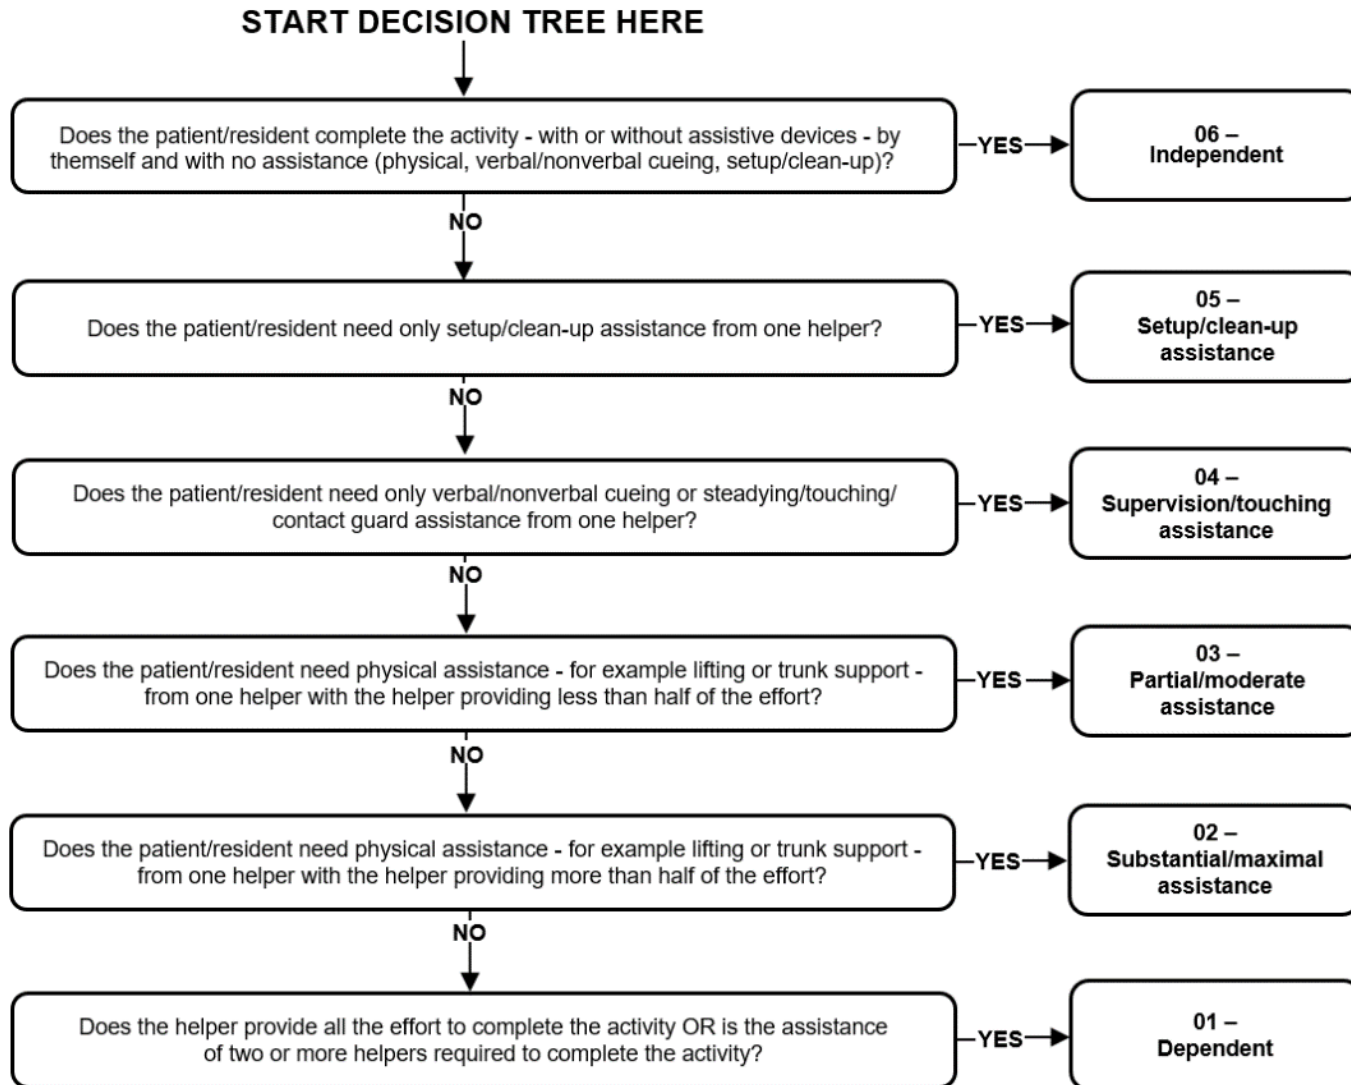 START DECISION TREE HERE
Does the patient/resident complete the activity - with or without assistive devices - by
themself and with no assistance (physical, verbal/nonverbal cueing, setup/clean-up)?
YES
06 –
Independent
NO
Does the patient/resident need only setup/clean-up assistance from one helper?
YES
05 –
Setup/clean-up
assistance
NO
Does the patient/resident need only verbal/nonverbal cueing or steadying/touching/
contact guard assistance from one helper?
YES
04 –
Supervision/touching
assistance
NO
Does the patient/resident need physical assistance - for example lifting or trunk support -
from one helper with the helper providing less than half of the effort?
YES
03 –
Partial/moderate
assistance
NO
Does the patient/resident need physical assistance - for example lifting or trunk support -
from one helper with the helper providing more than half of the effort?
YES
02 –
Substantial/maximal
assistance
NO
Does the helper provide all the effort to complete the activity OR is the assistance
of two or more helpers required to complete the activity?
YES
01 –
Dependent